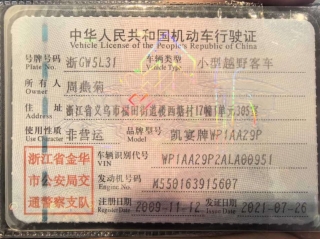 中华人民共和国机动车行驶证
Vehicle License of the People's Republic of China
号牌号码 浙GW5L31 车辆类型 小型越野客车
Plate No. Vehicle Type
所有人 周燕菊
Owner
住址 浙江省义乌市稠江街道楼西塘村17幢1单元305室
Address
使用性质 非营运 品牌型号 凯宴牌WP1AA29P
Use Character Model
浙江省金华
市公安局交
通警察支队
车辆识别代号 WP1AA29P2ALA00951
VIN
发动机号码 M550163915607
Engine No.
注册日期 2009-11-12 发证日期 2021-07-26
Register Date Issue Date